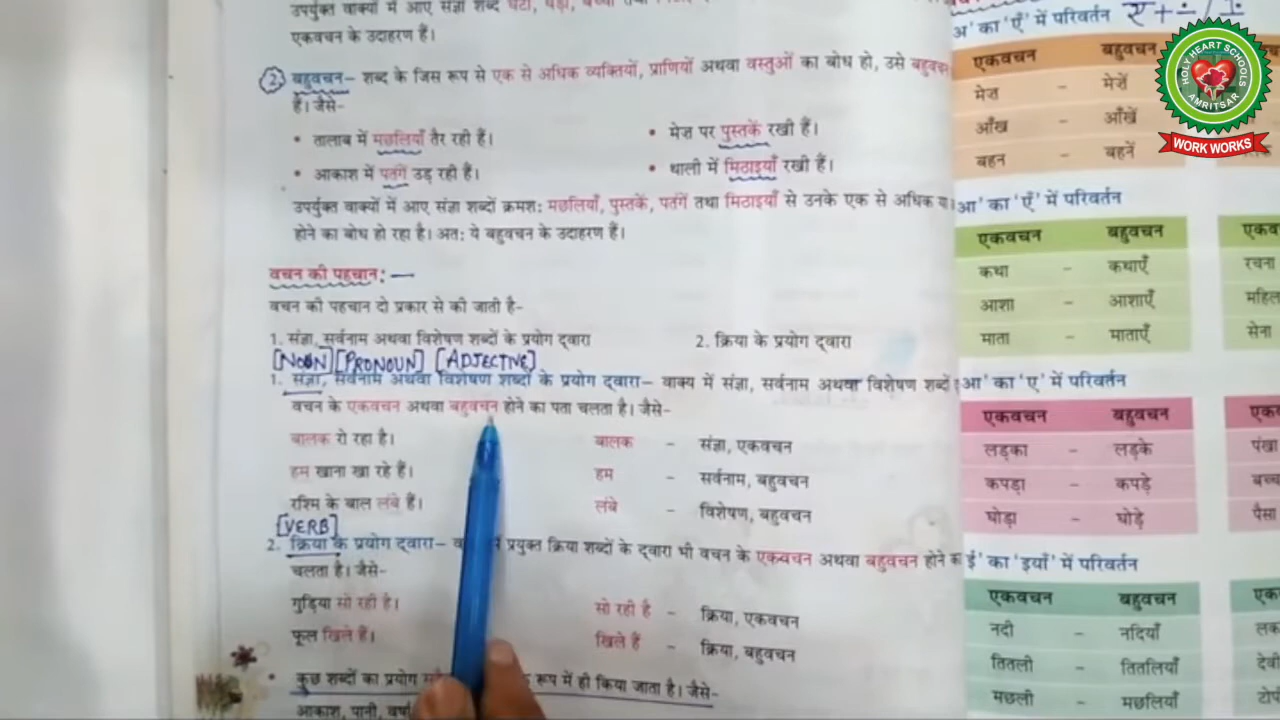 उपर्युक्त वाक्यों में आए संज्ञा शब्द
एकवचन के उदाहरण हैं।
2. बहुवचन– शब्द के जिस रूप से एक से अधिक व्यक्तियों, प्राणियों अथवा वस्तुओं का बोध हो, उसे बहुवचन
हैं। जैसे–
• तालाब में मछलियाँ तैर रही हैं।
• मेज़ पर पुस्तकें रखी हैं।
• आकाश में पतंगें उड़ रही हैं।
• थाली में मिठाइयाँ रखी हैं।
उपर्युक्त वाक्यों में आए संज्ञा शब्दों क्रमश: मछलियाँ, पुस्तकें, पतंगें तथा मिठाइयाँ से उनके एक से अधिक
होने का बोध हो रहा है। अत: ये बहुवचन के उदाहरण हैं।
वचन की पहचान: —
वचन की पहचान दो प्रकार से की जाती है–
1. संज्ञा, सर्वनाम अथवा विशेषण शब्दों के प्रयोग द्वारा
2. क्रिया के प्रयोग द्वारा
[NOUN] [PRONOUN] [ADJECTIVE]
1. संज्ञा, सर्वनाम अथवा विशेषण शब्दों के प्रयोग द्वारा– वाक्य में संज्ञा, सर्वनाम अथवा विशेषण शब्दों
वचन के एकवचन अथवा बहुवचन होने का पता चलता है। जैसे–
बालक रो रहा है। बालक – संज्ञा, एकवचन
हम खाना खा रहे हैं। हम – सर्वनाम, बहुवचन
रश्मि के बाल लंबे हैं। लंबे – विशेषण, बहुवचन
[VERB]
2. क्रिया के प्रयोग द्वारा– प्रयुक्त क्रिया शब्दों के द्वारा भी वचन के एकवचन अथवा बहुवचन होने का
चलता है। जैसे–
गुड़िया सो रही है। सो रही है – क्रिया, एकवचन
फूल खिले हैं। खिले हैं – क्रिया, बहुवचन
• कुछ शब्दों का प्रयोग रूप में ही किया जाता है। जैसे–
आकाश, पानी,
अ' का 'एँ' में परिवर्तन
एकवचन बहुवचन
मेज़ – मेज़ें
आँख – आँखें
बहन – बहनें
आ' का 'एँ' में परिवर्तन
एकवचन बहुवचन
कथा – कथाएँ रचना
आशा – आशाएँ
माता – माताएँ सेना
आ' का 'ए' में परिवर्तन
एकवचन बहुवचन
लड़का – लड़के पंखा
कपड़ा – कपड़े
घोड़ा – घोड़े पैसा
ई' का 'इयाँ' में परिवर्तन
एकवचन बहुवचन
नदी – नदियाँ
तितली – तितलियाँ देवी
मछली – मछलियाँ
HOLY HEART SCHOOLS
AMRITSAR
WORK WORKS